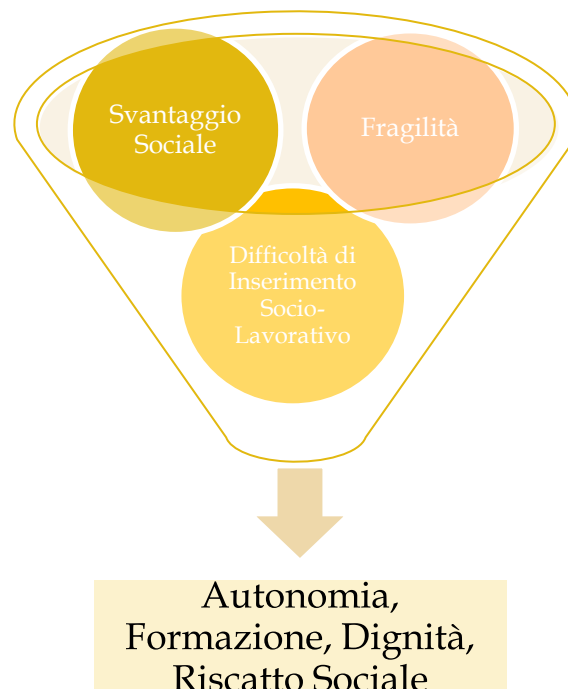 Svantaggio
Sociale
Fragilità
Difficoltà di
Inserimento
Socio-
Lavorativo
Autonomia,
Formazione, Dignità,
Riscatto Sociale